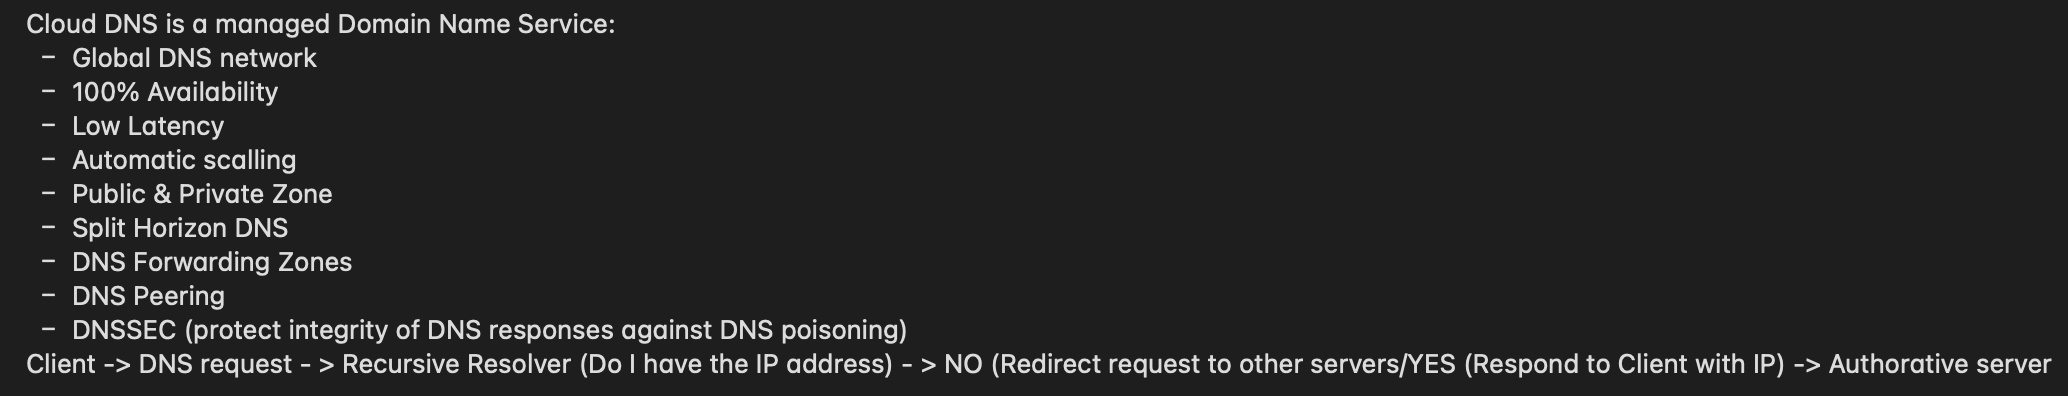 Cloud DNS is a managed Domain Name Service:
– Global DNS network
– 100% Availability
– Low Latency
– Automatic scalling
– Public & Private Zone
– Split Horizon DNS
– DNS Forwarding Zones
– DNS Peering
– DNSSEC (protect integrity of DNS responses against DNS poisoning)
Client -> DNS request - > Recursive Resolver (Do I have the IP address) - > NO (Redirect request to other servers/YES (Respond to Client with IP) -> Authorative server